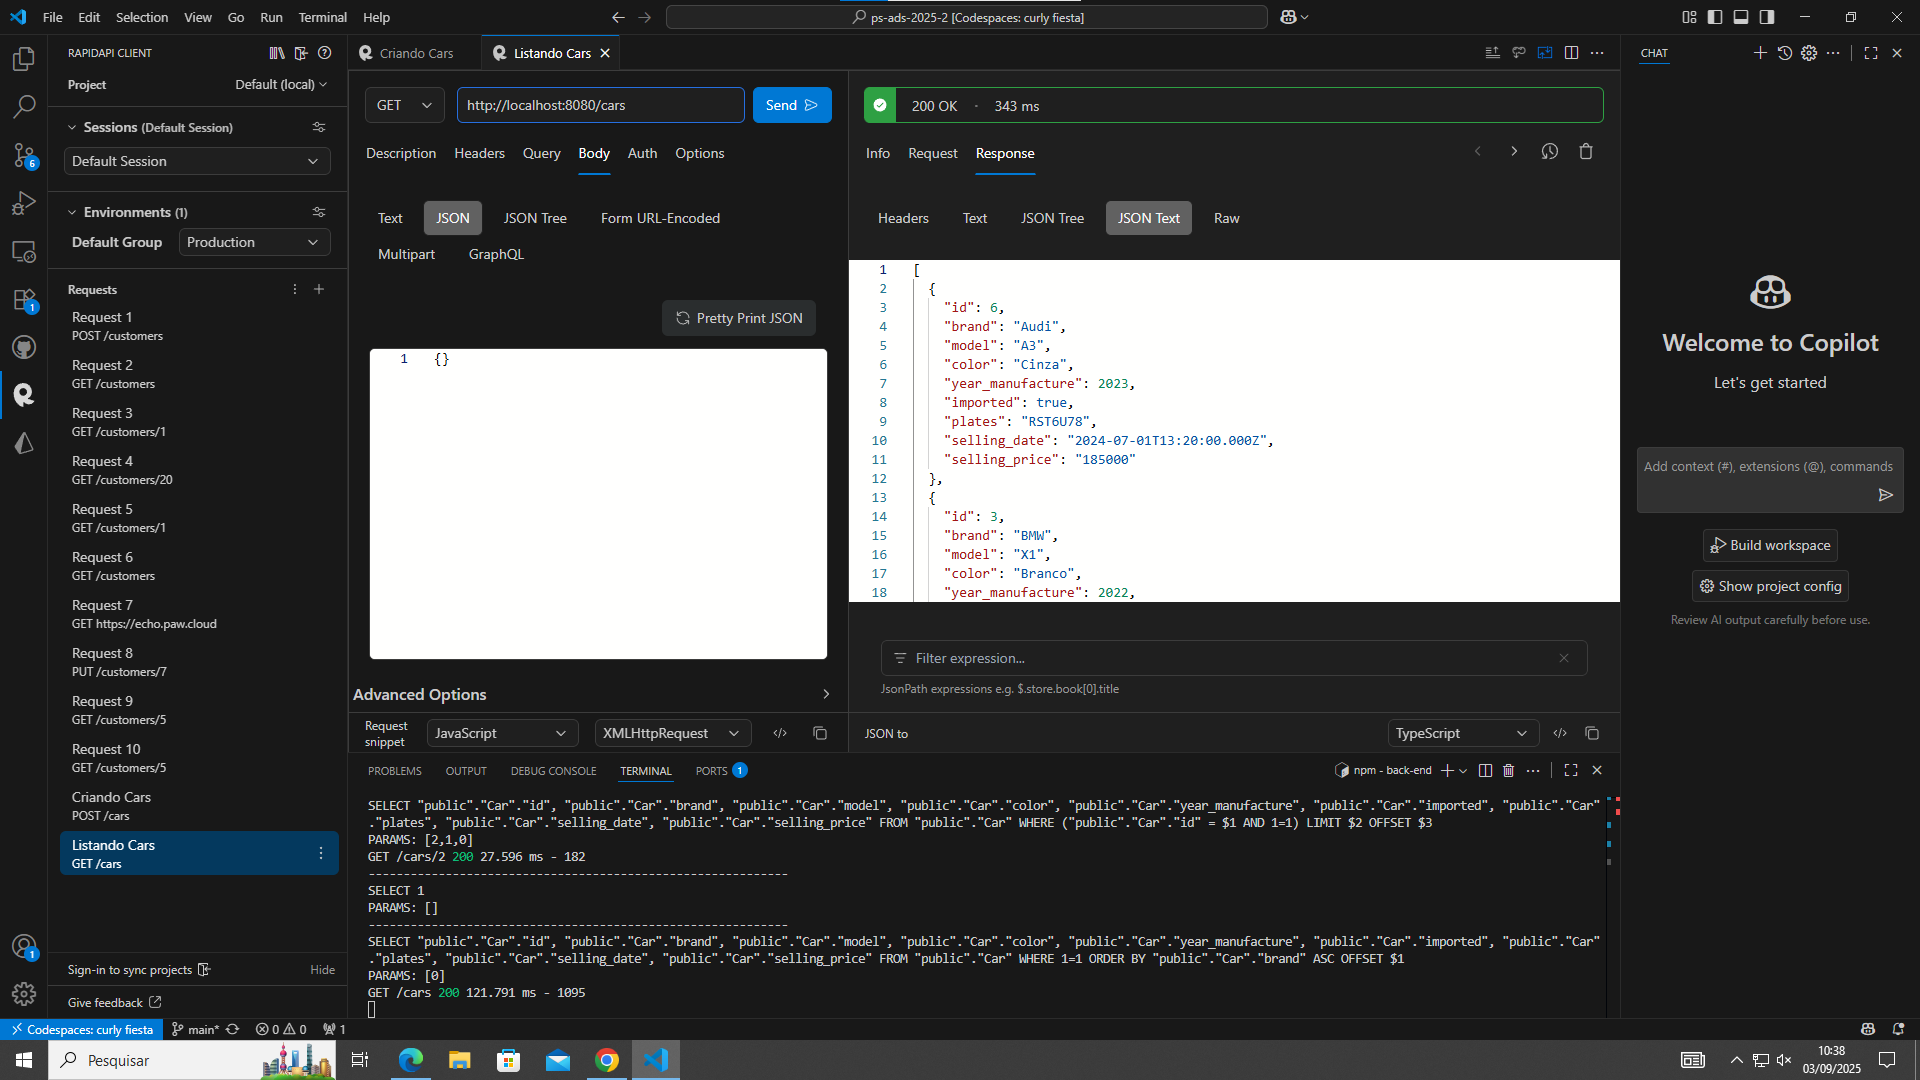 File Edit Selection View Go Run Terminal Help
ps-ads-2025-2 [Codespaces: curly fiesta]
RAPIDAPI CLIENT
Project Default (local)
Sessions (Default Session)
Default Session
Environments (1)
Default Group Production
Requests
Request 1
POST /customers
Request 2
GET /customers
Request 3
GET /customers/1
Request 4
GET /customers/20
Request 5
GET /customers/1
Request 6
GET /customers
Request 7
GET https://echo.paw.cloud
Request 8
PUT /customers/7
Request 9
GET /customers/5
Request 10
GET /customers/5
Criando Cars
POST /cars
Listando Cars
GET /cars
Sign-in to sync projects Hide
Give feedback
Criando Cars Listando Cars
GET http://localhost:8080/cars Send
Description Headers Query Body Auth Options
Text JSON JSON Tree Form URL-Encoded
Multipart GraphQL
Pretty Print JSON
1 {}
Advanced Options
Request snippet JavaScript XMLHttpRequest
200 OK · 343 ms
Info Request Response
Headers Text JSON Tree JSON Text Raw
1 [
2 {
3 "id": 6,
4 "brand": "Audi",
5 "model": "A3",
6 "color": "Cinza",
7 "year_manufacture": 2023,
8 "imported": true,
9 "plates": "RST6U78",
10 "selling_date": "2024-07-01T13:20:00.000Z",
11 "selling_price": "185000"
12 },
13 {
14 "id": 3,
15 "brand": "BMW",
16 "model": "X1",
17 "color": "Branco",
18 "year_manufacture": 2022,
Filter expression...
JsonPath expressions e.g. $.store.book[0].title
JSON to TypeScript
PROBLEMS OUTPUT DEBUG CONSOLE TERMINAL PORTS 1
npm - back-end
SELECT "public"."Car"."id", "public"."Car"."brand", "public"."Car"."model", "public"."Car"."color", "public"."Car"."year_manufacture", "public"."Car"."imported", "public"."Car"
."plates", "public"."Car"."selling_date", "public"."Car"."selling_price" FROM "public"."Car" WHERE ("public"."Car"."id" = $1 AND 1=1) LIMIT $2 OFFSET $3
PARAMS: [2,1,0]
GET /cars/2 200 27.596 ms - 182
------------------------------------------------------------
SELECT 1
PARAMS: []
------------------------------------------------------------
SELECT "public"."Car"."id", "public"."Car"."brand", "public"."Car"."model", "public"."Car"."color", "public"."Car"."year_manufacture", "public"."Car"."imported", "public"."Car"
."plates", "public"."Car"."selling_date", "public"."Car"."selling_price" FROM "public"."Car" WHERE 1=1 ORDER BY "public"."Car"."brand" ASC OFFSET $1
PARAMS: [0]
GET /cars 200 121.791 ms - 1095
CHAT
Welcome to Copilot
Let's get started
Add context (#), extensions (@), commands
Build workspace
Show project config
Review AI output carefully before use.
6
1
1
Codespaces: curly fiesta main* 0 0 1
Pesquisar
10:38
03/09/2025